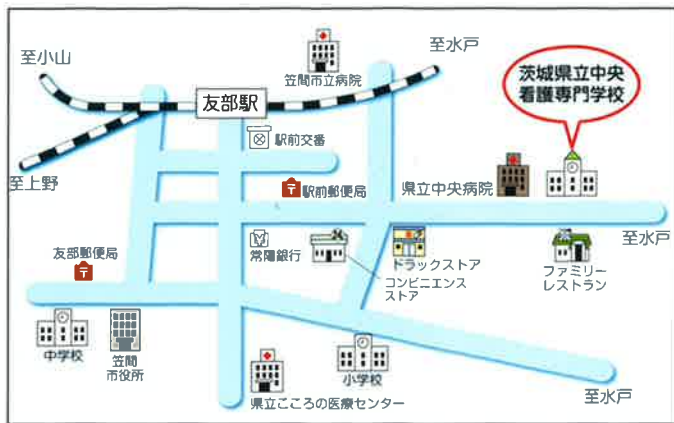 至小山
笠間市立病院
至水戸
茨城県立中央
看護専門学校
友部駅
駅前交番
至上野
駅前郵便局
県立中央病院
至水戸
友部郵便局
常陽銀行
ドラックストア
コンビニエンス
ストア
ファミリー
レストラン
中学校
笠間
市役所
小学校
県立こころの医療センター
至水戸